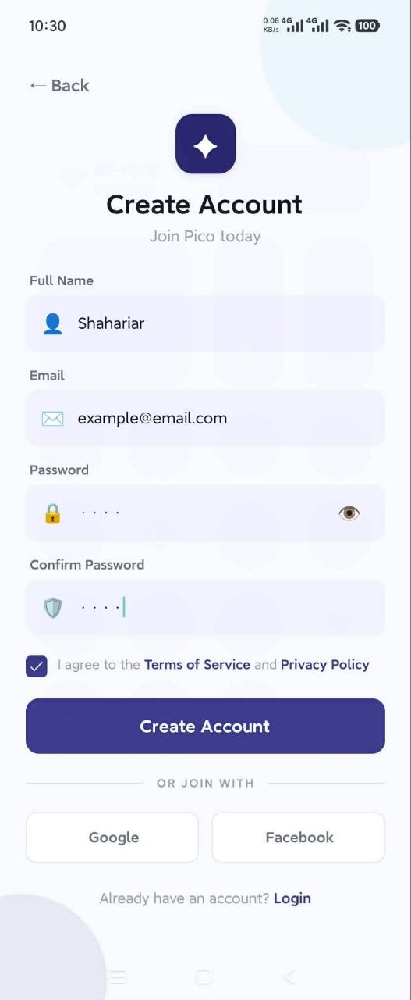 10:30
0.08 KB/s 4G 4G 100
← Back
Create Account
Join Pico today
Full Name
Shahariar
Email
example@email.com
Password
Confirm Password
I agree to the Terms of Service and Privacy Policy
Create Account
OR JOIN WITH
Google Facebook
Already have an account? Login